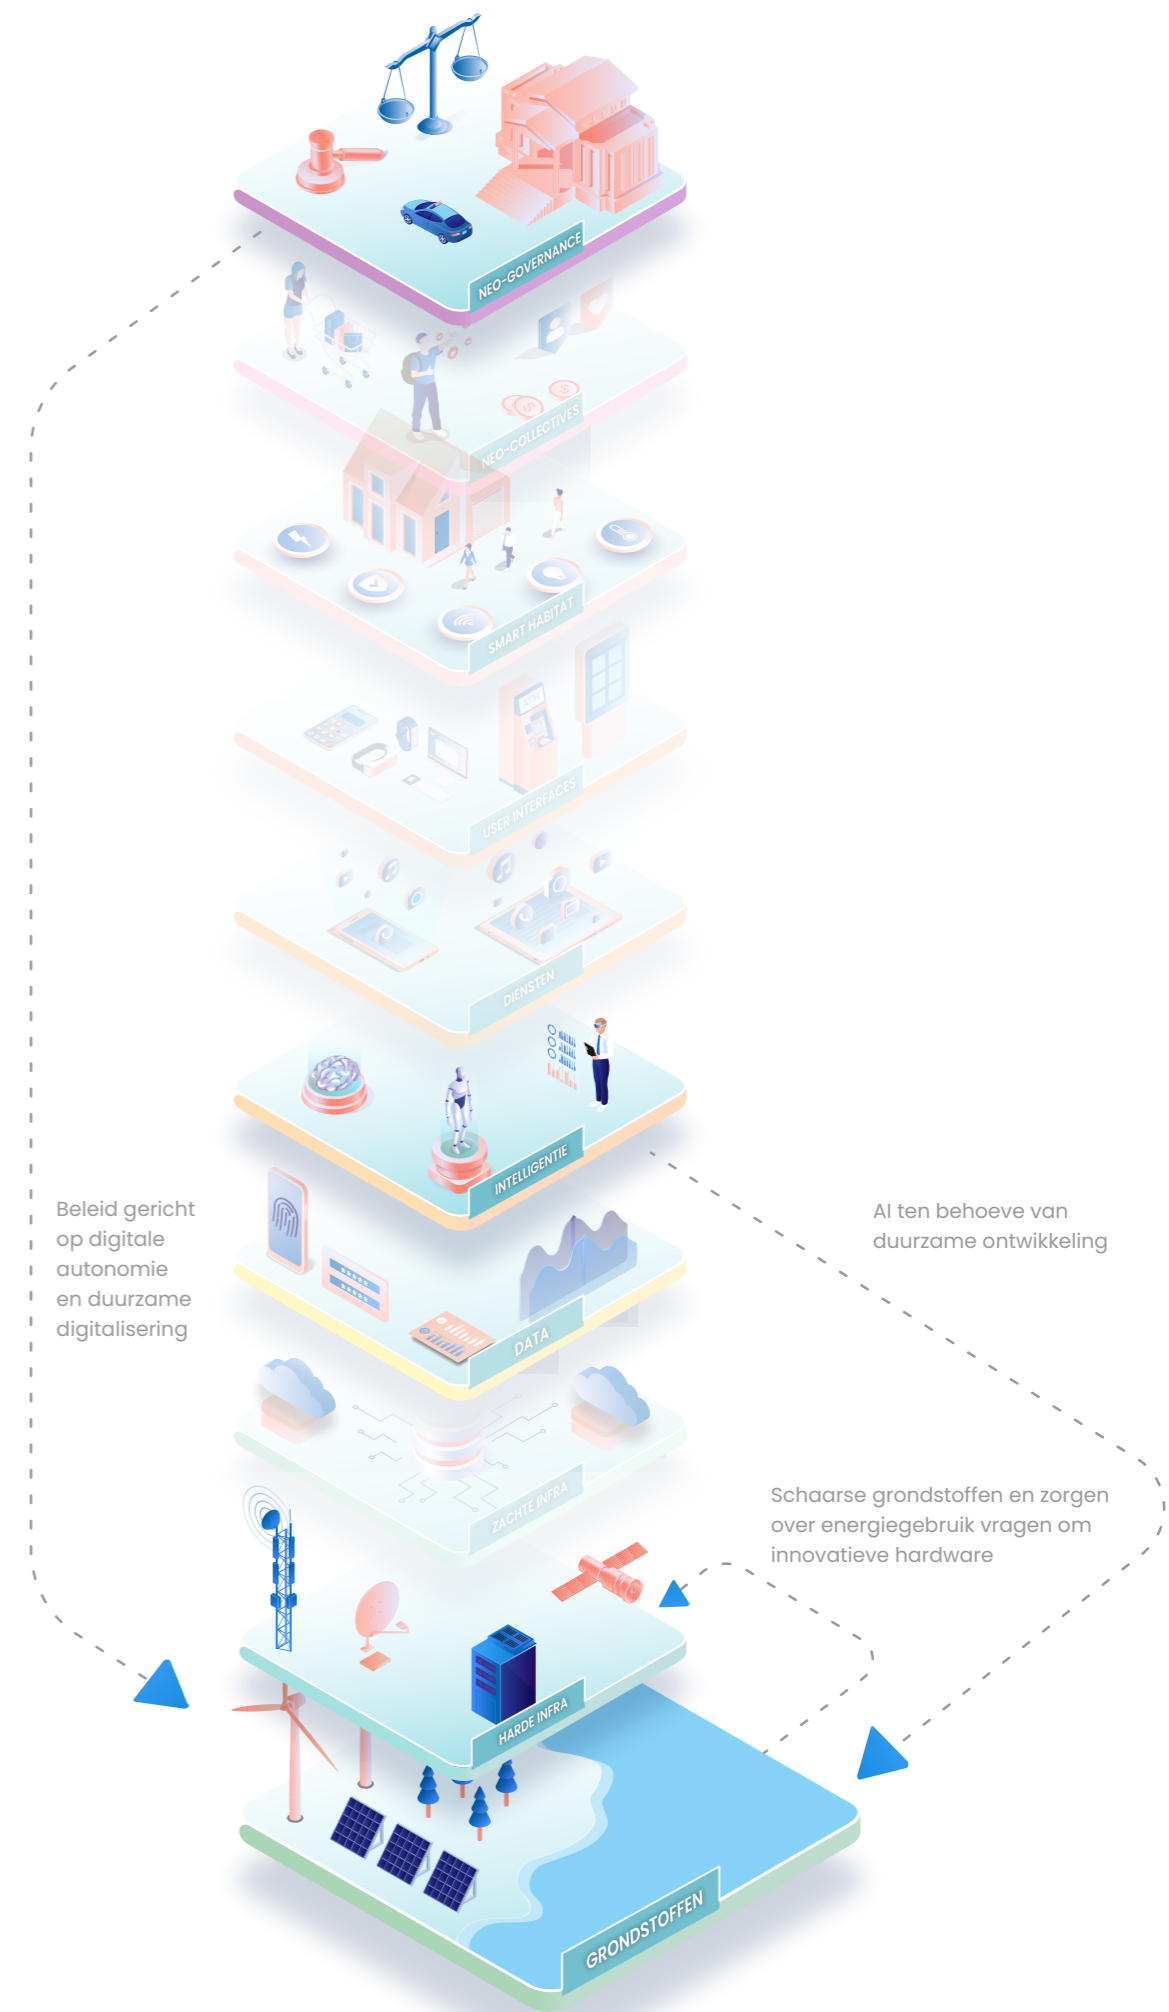 NEO-GOVERNANCE
NEO-COLLECTIVES
SMART HABITAT
ATM
USER INTERFACES
DIENSTEN
INTELLIGENTIE
Beleid gericht
op digitale
autonomie
en duurzame
digitalisering
AI ten behoeve van
duurzame ontwikkeling
DATA
ZACHTE INFRA
Schaarse grondstoffen en zorgen
over energiegebruik vragen om
innovatieve hardware
HARDE INFRA
GRONDSTOFFEN